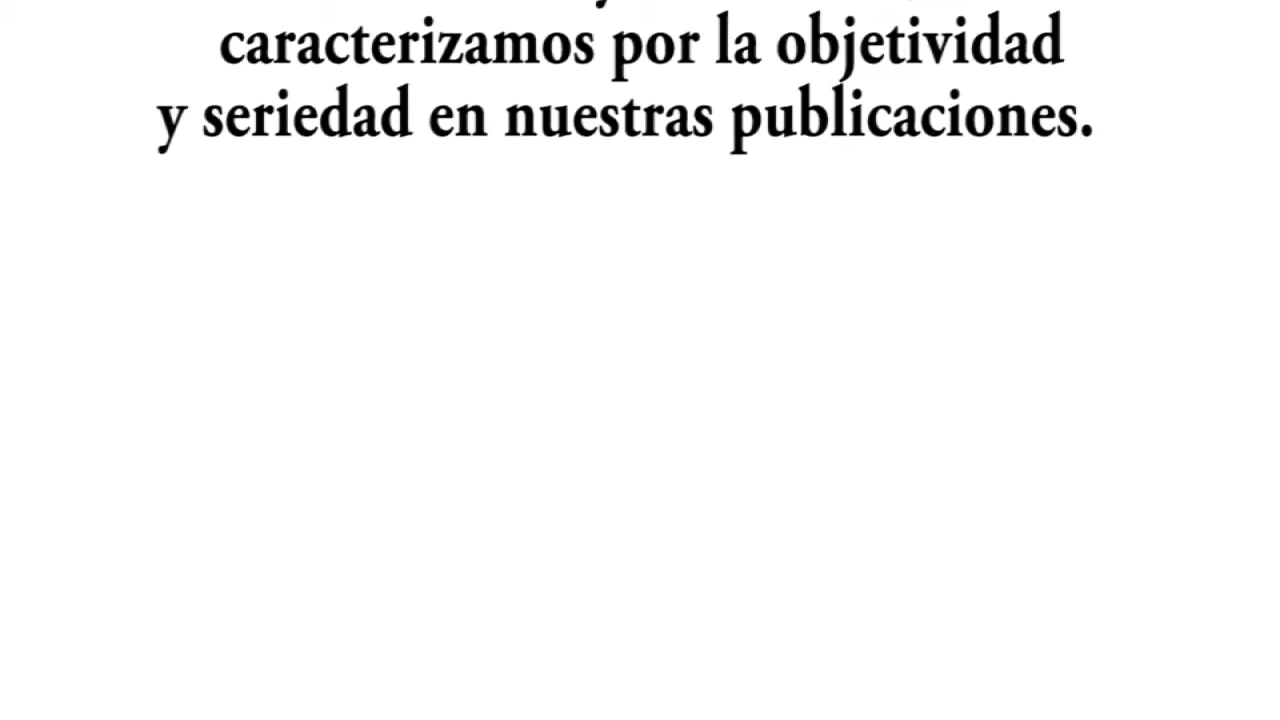 caracterizamos por la objetividad
y seriedad en nuestras publicaciones.